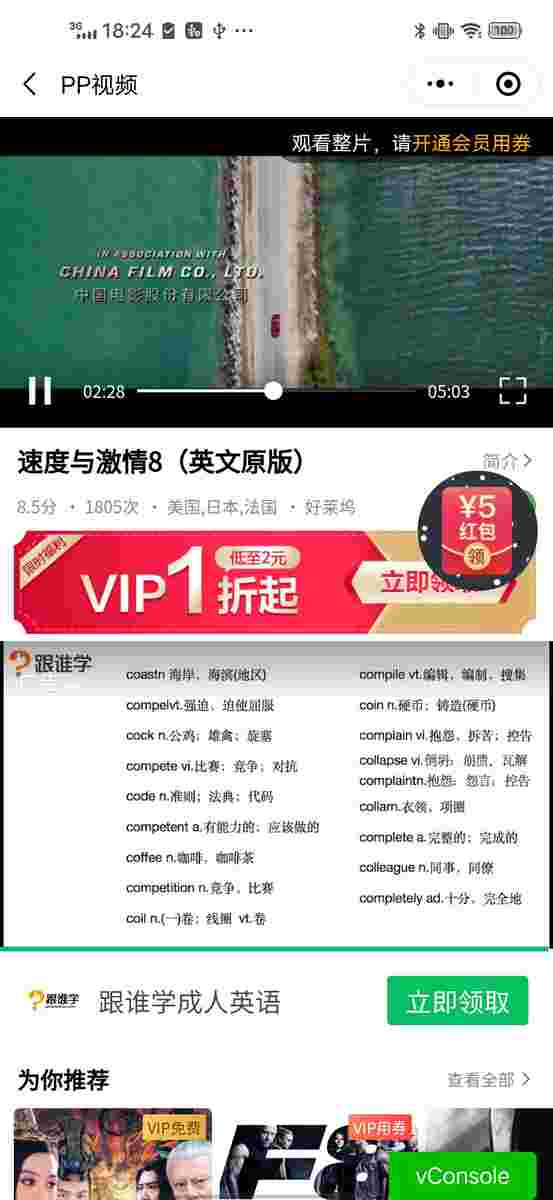 3G 18:24 100
PP视频
观看整片，请开通会员用券
IN ASSOCIATION WITH
CHINA FILM CO., LTD.
中国电影股份有限公司
02:28 05:03
速度与激情8（英文原版）
简介
8.5分 · 1805次 · 美国,日本,法国 · 好莱坞
¥5
红包
领
限时福利
VIP1折起
低至2元
立即领
跟谁学
coastn 海岸，海滨(地区)
compile vt.编辑，编制，搜集
compelvt.强迫，迫使屈服
coin n.硬币；铸造(硬币)
cock n.公鸡；雄禽；旋塞
complain vi.抱怨，拆苦；控告
compete vi.比赛；竞争；对抗
collapse vi.倒坍；崩溃，瓦解
complaintn.抱怨；怨言；控告
code n.准则；法典；代码
collarn.衣领，项圈
competent a.有能力的；应该做的
complete a.完整的；完成的
coffee n.咖啡，咖啡茶
colleague n.同事，同僚
competition n.竞争，比赛
completely ad.十分，完全地
coil n.(一)卷；线圈 vt.卷
跟谁学
跟谁学成人英语
立即领取
为你推荐
查看全部
VIP免费
VIP用券
F8
vConsole